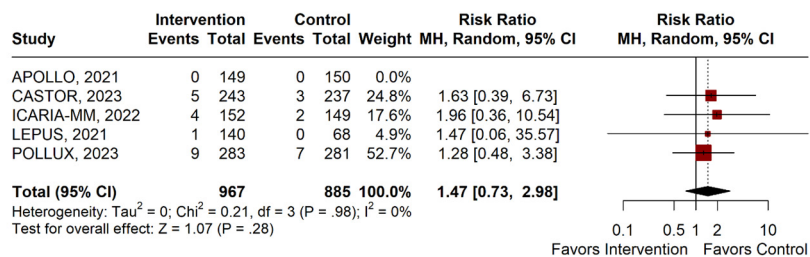 Intervention Control Risk Ratio Risk Ratio
Study Events Total Events Total Weight MH, Random, 95% CI MH, Random, 95% CI
APOLLO, 2021 0 149 0 150 0.0%
CASTOR, 2023 5 243 3 237 24.8% 1.63 [0.39, 6.73]
ICARIA-MM, 2022 4 152 2 149 17.6% 1.96 [0.36, 10.54]
LEPUS, 2021 1 140 0 68 4.9% 1.47 [0.06, 35.57]
POLLUX, 2023 9 283 7 281 52.7% 1.28 [0.48, 3.38]
Total (95% CI) 967 885 100.0% 1.47 [0.73, 2.98]
Heterogeneity: Tau² = 0; Chi² = 0.21, df = 3 (P = .98); I² = 0%
Test for overall effect: Z = 1.07 (P = .28)
0.1 0.5 1 2 10
Favors Intervention Favors Control